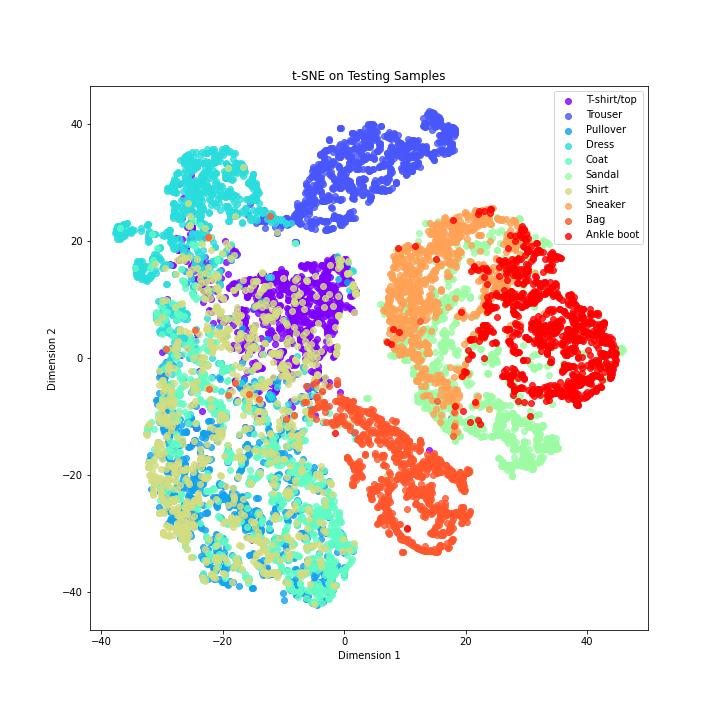 t-SNE on Testing Samples
T-shirt/top
Trouser
Pullover
Dress
Coat
Sandal
Shirt
Sneaker
Bag
Ankle boot
40
20
0
−20
−40
Dimension 2
−40 −20 0 20 40
Dimension 1